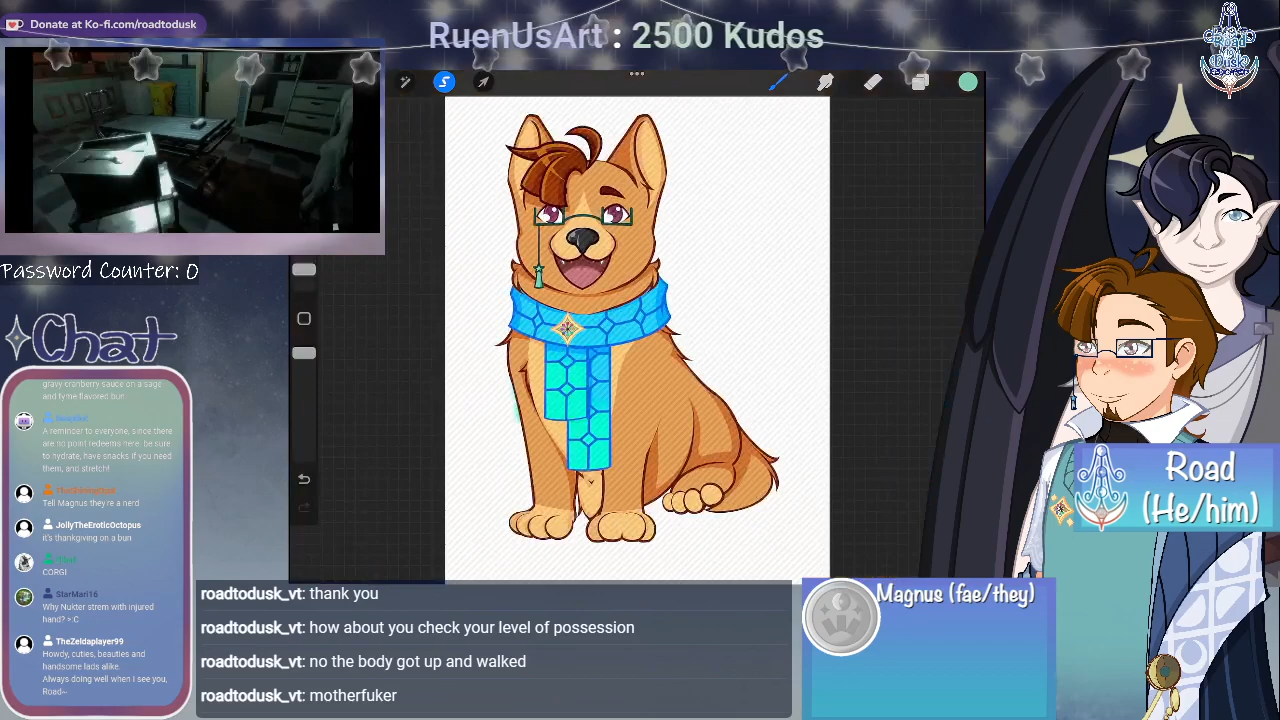 Donate at Ko-fi.com/roadtodusk
RuenUsArt : 2500 Kudos
Road
to
Dusk
Password Counter: 0
Chat
gravy cranberry sauce on a sage
and tyme flavored bun
A reminder to everyone, since there
are no point redeems here: be sure
to hydrate, have snacks if you need
them, and stretch!
Tell Magnus they're a nerd
JollyTheEroticOctopus
it's thankgiving on a bun
CORGI
StarMari16
Why Nukter strem with injured
hand? >:C
TheZeldaplayer99
Howdy, cuties, beauties and
handsome lads alike.
Always doing well when I see you,
Road~
roadtodusk_vt: thank you
roadtodusk_vt: how about you check your level of possession
roadtodusk_vt: no the body got up and walked
roadtodusk_vt: motherfuker
Magnus (fae/they)
Road
(He/him)